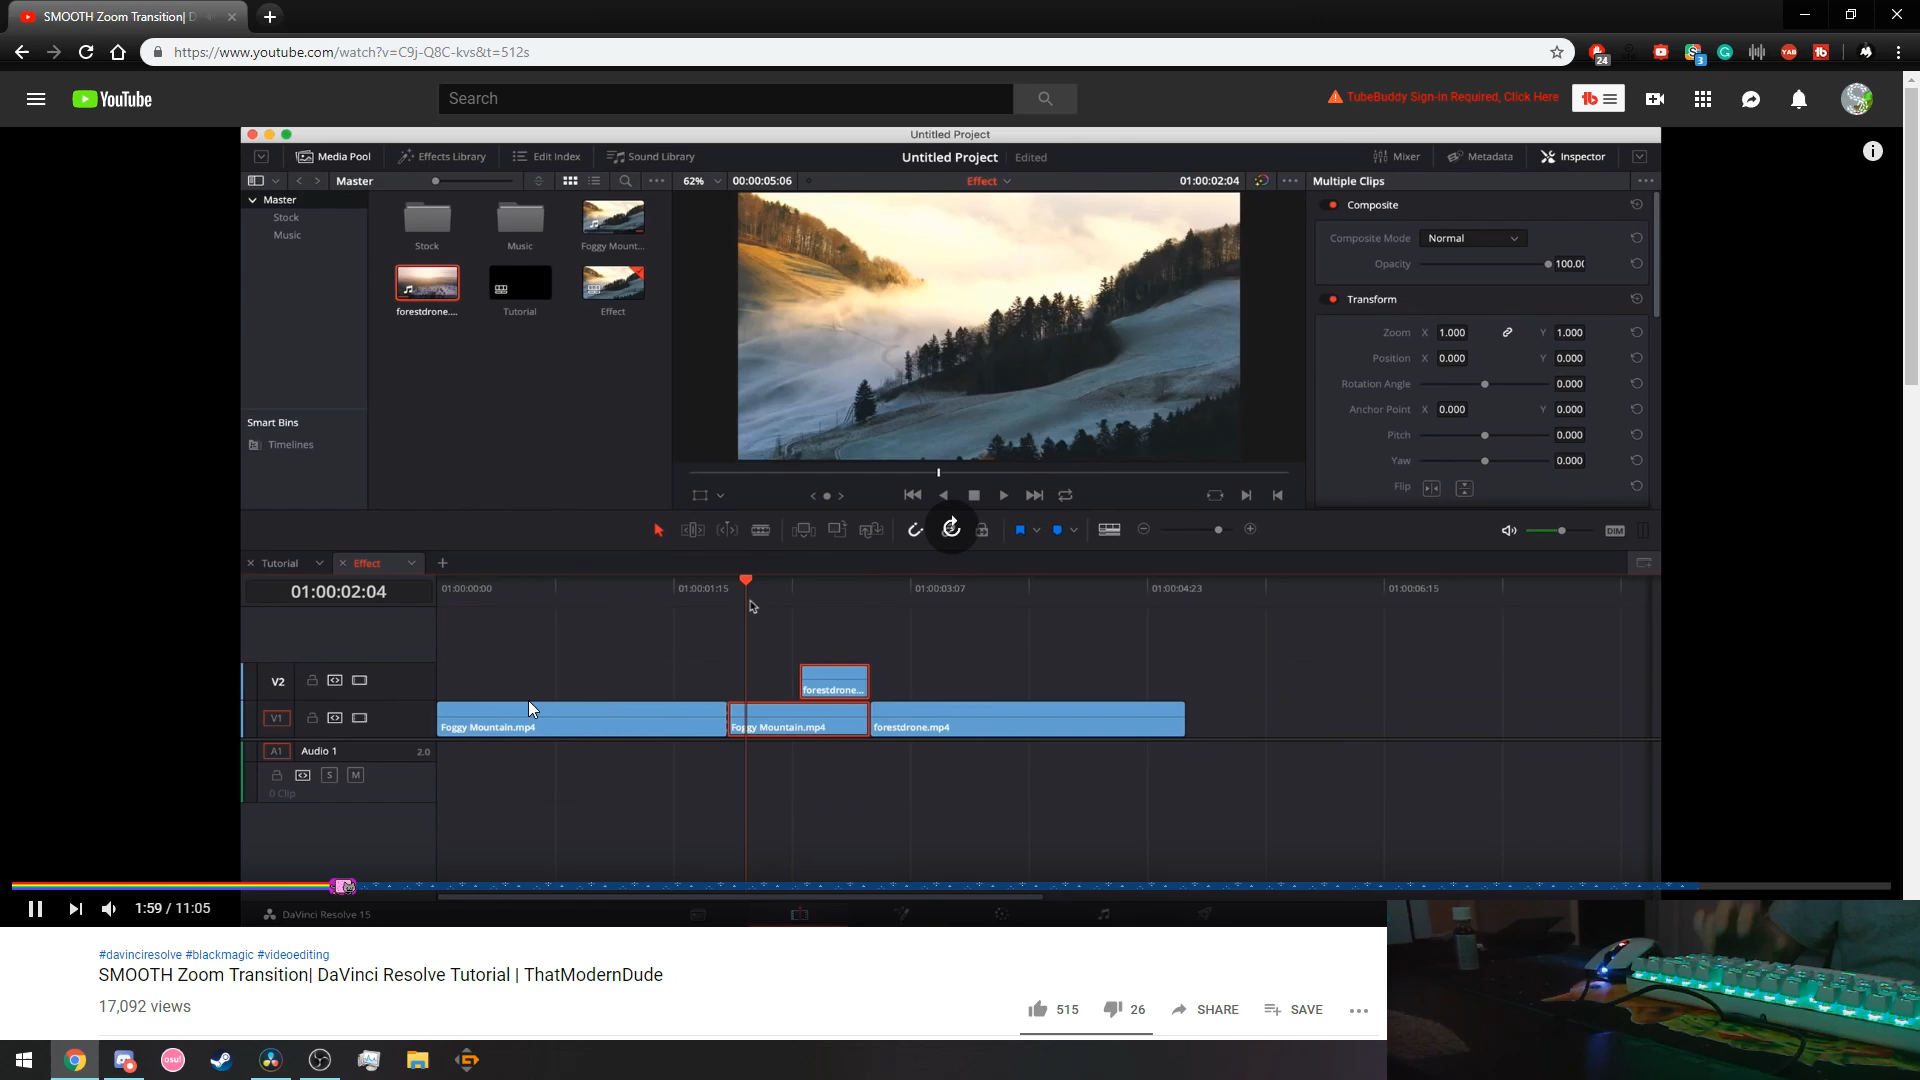 SMOOTH Zoom Transition| D
https://www.youtube.com/watch?v=C9j-Q8C-kvs&t=512s
24
3
YAB
tb
YouTube
Search
TubeBuddy Sign-in Required, Click Here
tb
Untitled Project
Media Pool
Effects Library
Edit Index
Sound Library
Untitled Project
Edited
Mixer
Metadata
Inspector
Master
62%
00:00:05:06
Effect
01:00:02:04
Multiple Clips
Master
Stock
Music
Stock
Music
Foggy Mount...
forestdrone....
Tutorial
Effect
Smart Bins
Timelines
Composite
Composite Mode
Normal
Opacity
100.00
Transform
Zoom X 1.000 Y 1.000
Position X 0.000 Y 0.000
Rotation Angle 0.000
Anchor Point X 0.000 Y 0.000
Pitch 0.000
Yaw 0.000
Flip
DIM
Tutorial
Effect
01:00:02:04
01:00:00:00
01:00:01:15
01:00:03:07
01:00:04:23
01:00:06:15
V2
forestdrone...
V1
Foggy Mountain.mp4
Foggy Mountain.mp4
forestdrone.mp4
A1 Audio 1 2.0
S M
0 Clip
1:59 / 11:05
DaVinci Resolve 15
#davinciresolve #blackmagic #videoediting
SMOOTH Zoom Transition| DaVinci Resolve Tutorial | ThatModernDude
17,092 views
515
26
SHARE
SAVE
osu!